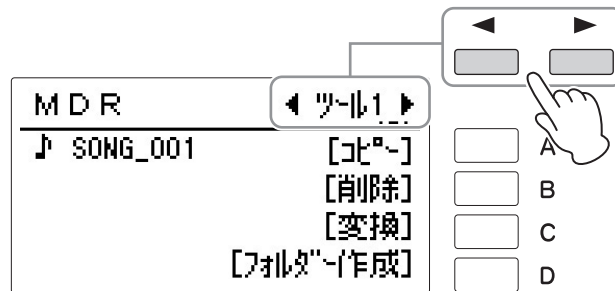 ◀ ▶
MDR ◀ ツール1 ▶
♪ SONG_001 [コピー] A
[削除] B
[変換] C
[フォルダー作成] D